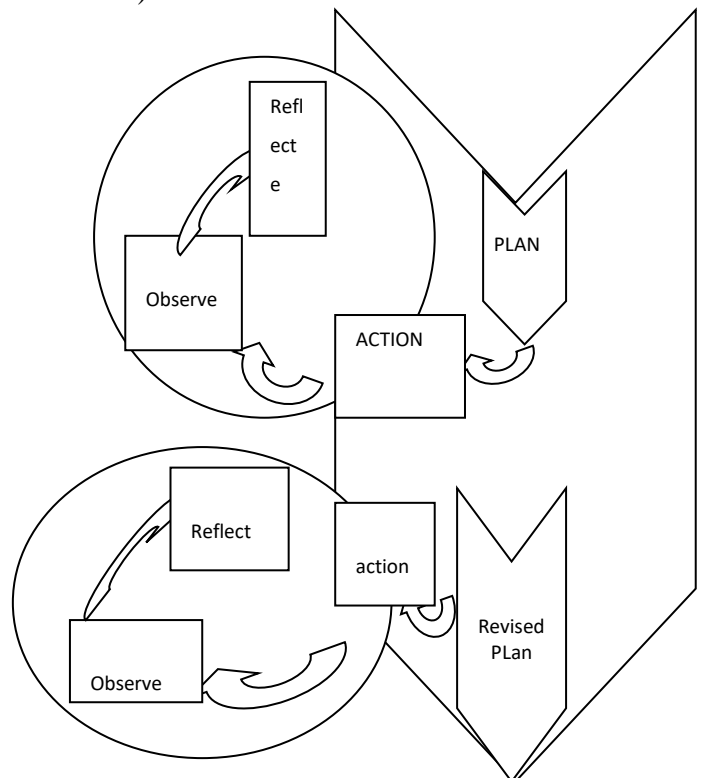 )
Refl
ect
e
PLAN
Observe
ACTION
Reflect
action
Revised
PLan
Observe